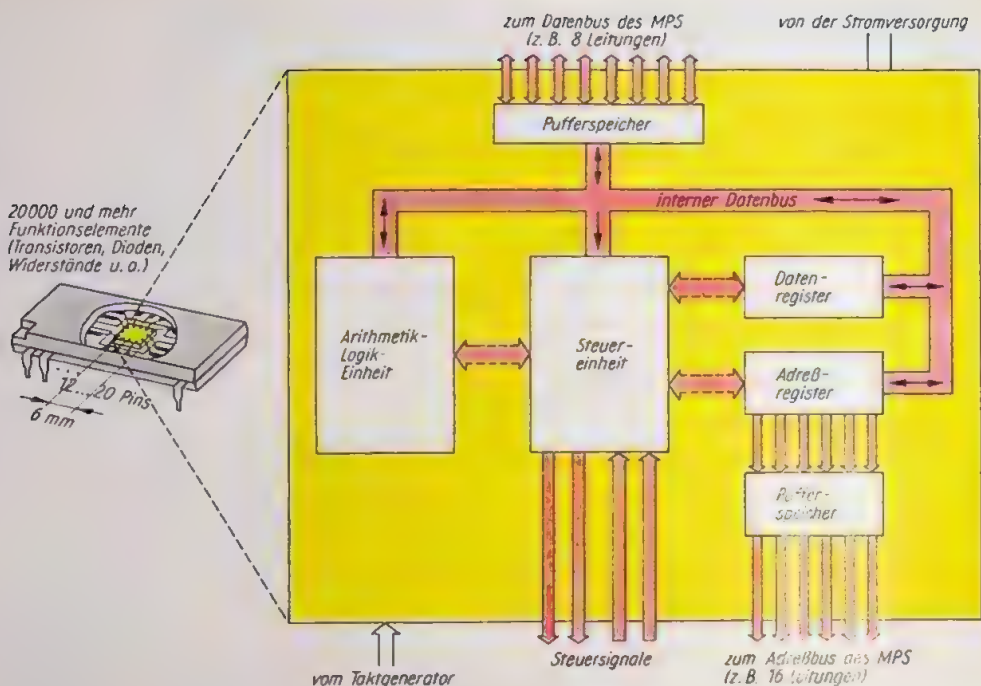 zum Datenbus des MPS
(z. B. 8 Leitungen)
von der Stromversorgung
Pufferspeicher
interner Datenbus
20000 und mehr
Funktionselemente
(Transistoren, Dioden,
Widerstände u. a.)
Arithmetik-
Logik-
Einheit
Steuer-
einheit
Daten-
register
Adreß-
register
12.....20 Pins
6 mm
Puffer-
speicher
vom Taktgenerator
Steuersignale
zum Adreßbus des MPS
(z. B. 16 Leitungen)